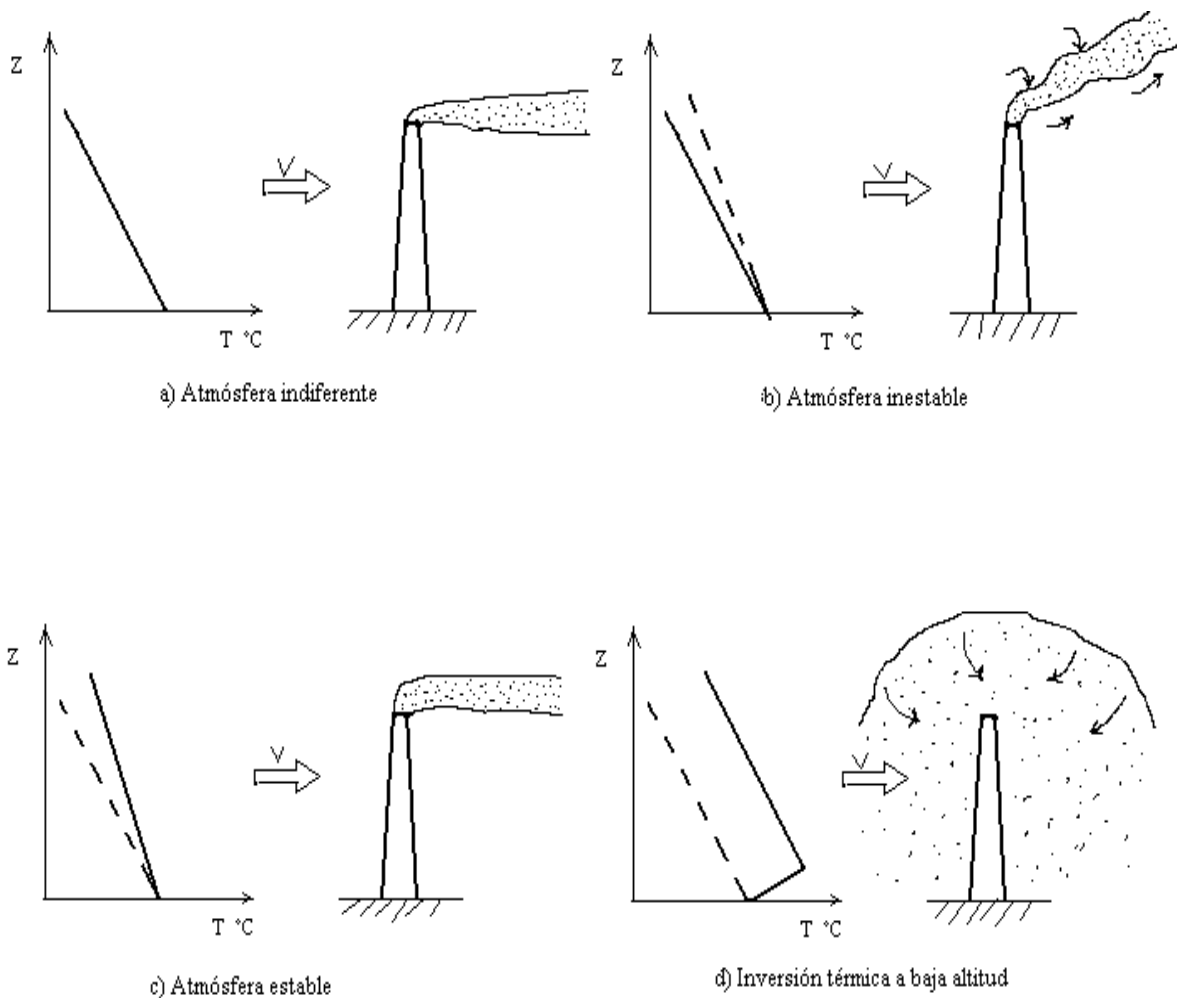 Z
V
T °C
a) Atmósfera indiferente
Z
V
T °C
b) Atmósfera inestable
Z
V
T °C
c) Atmósfera estable
Z
V
T °C
d) Inversión térmica a baja altitud